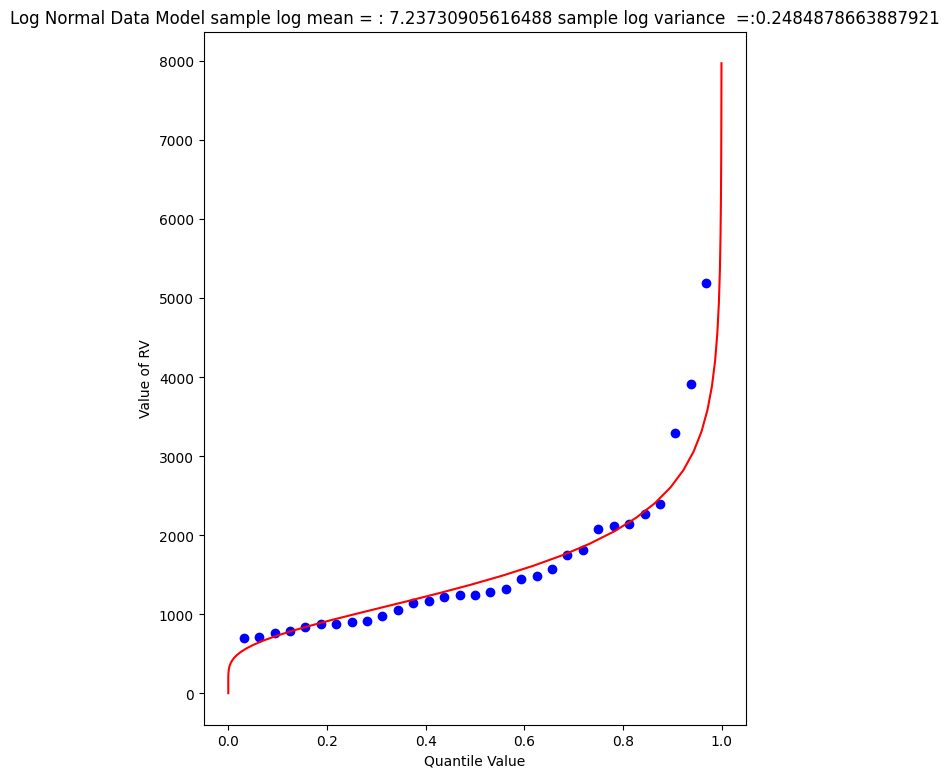 Log Normal Data Model sample log mean = : 7.23730905616488 sample log variance  =:0.2484878663887921
8000
7000
6000
5000
4000
3000
2000
1000
0
Value of RV
0.0 0.2 0.4 0.6 0.8 1.0
Quantile Value